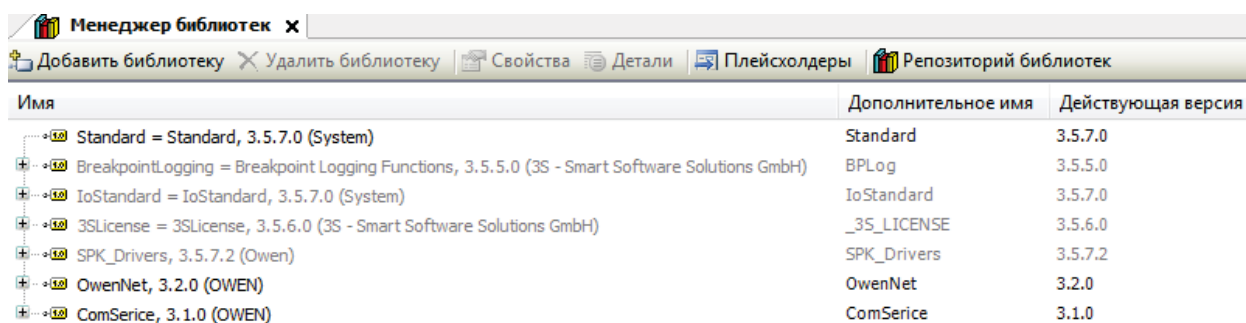 Менеджер библиотек
Добавить библиотеку Удалить библиотеку Свойства Детали Плейсхолдеры Репозиторий библиотек
Имя Дополнительное имя Действующая версия
Standard = Standard, 3.5.7.0 (System) Standard 3.5.7.0
BreakpointLogging = Breakpoint Logging Functions, 3.5.5.0 (3S - Smart Software Solutions GmbH) BPLog 3.5.5.0
IoStandard = IoStandard, 3.5.7.0 (System) IoStandard 3.5.7.0
3SLicense = 3SLicense, 3.5.6.0 (3S - Smart Software Solutions GmbH) _3S_LICENSE 3.5.6.0
SPK_Drivers, 3.5.7.2 (Owen) SPK_Drivers 3.5.7.2
OwenNet, 3.2.0 (OWEN) OwenNet 3.2.0
ComSerice, 3.1.0 (OWEN) ComSerice 3.1.0